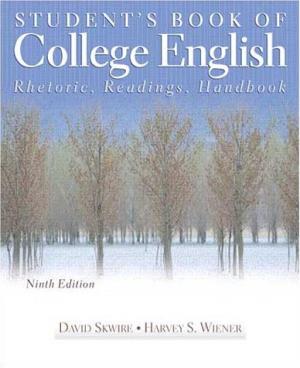 STUDENT'S BOOK OF
College English
Rhetoric, Readings, Handbook
Ninth Edition
DAVID SKWIRE • HARVEY S. WIENER